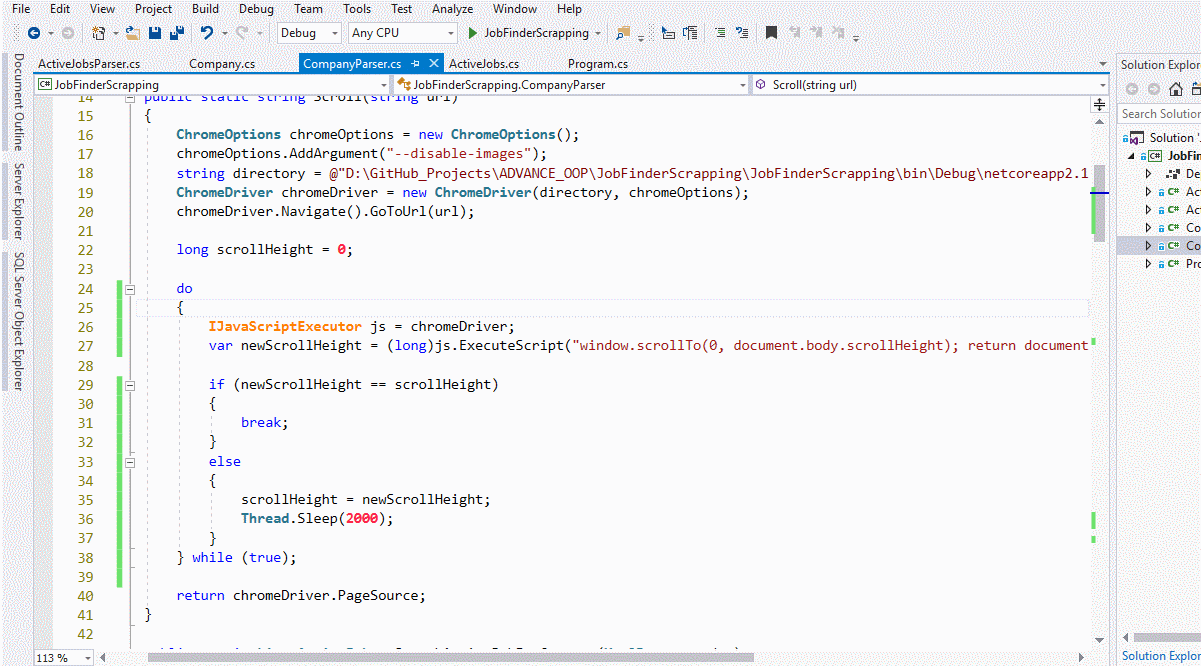 File Edit View Project Build Debug Team Tools Test Analyze Window Help
Debug Any CPU JobFinderScrapping
ActiveJobsParser.cs Company.cs CompanyParser.cs ActiveJobs.cs Program.cs
JobFinderScrapping JobFinderScrapping.CompanyParser Scroll(string url)
14 public static string Scroll(string url)
15 {
16 ChromeOptions chromeOptions = new ChromeOptions();
17 chromeOptions.AddArgument("--disable-images");
18 string directory = @"D:\GitHub_Projects\ADVANCE_OOP\JobFinderScrapping\JobFinderScrapping\bin\Debug\netcoreapp2.1
19 ChromeDriver chromeDriver = new ChromeDriver(directory, chromeOptions);
20 chromeDriver.Navigate().GoToUrl(url);
21
22 long scrollHeight = 0;
23
24 do
25 {
26 IJavaScriptExecutor js = chromeDriver;
27 var newScrollHeight = (long)js.ExecuteScript("window.scrollTo(0, document.body.scrollHeight); return document
28
29 if (newScrollHeight == scrollHeight)
30 {
31 break;
32 }
33 else
34 {
35 scrollHeight = newScrollHeight;
36 Thread.Sleep(2000);
37 }
38 } while (true);
39
40 return chromeDriver.PageSource;
41 }
42
113 %
Document Outline
Server Explorer
SQL Server Object Explorer
Solution Explor
Search Solution
Solution '
C# JobFin
De
C# Ac
C# Ac
C# Co
C# Co
C# Pro
Solution Explor